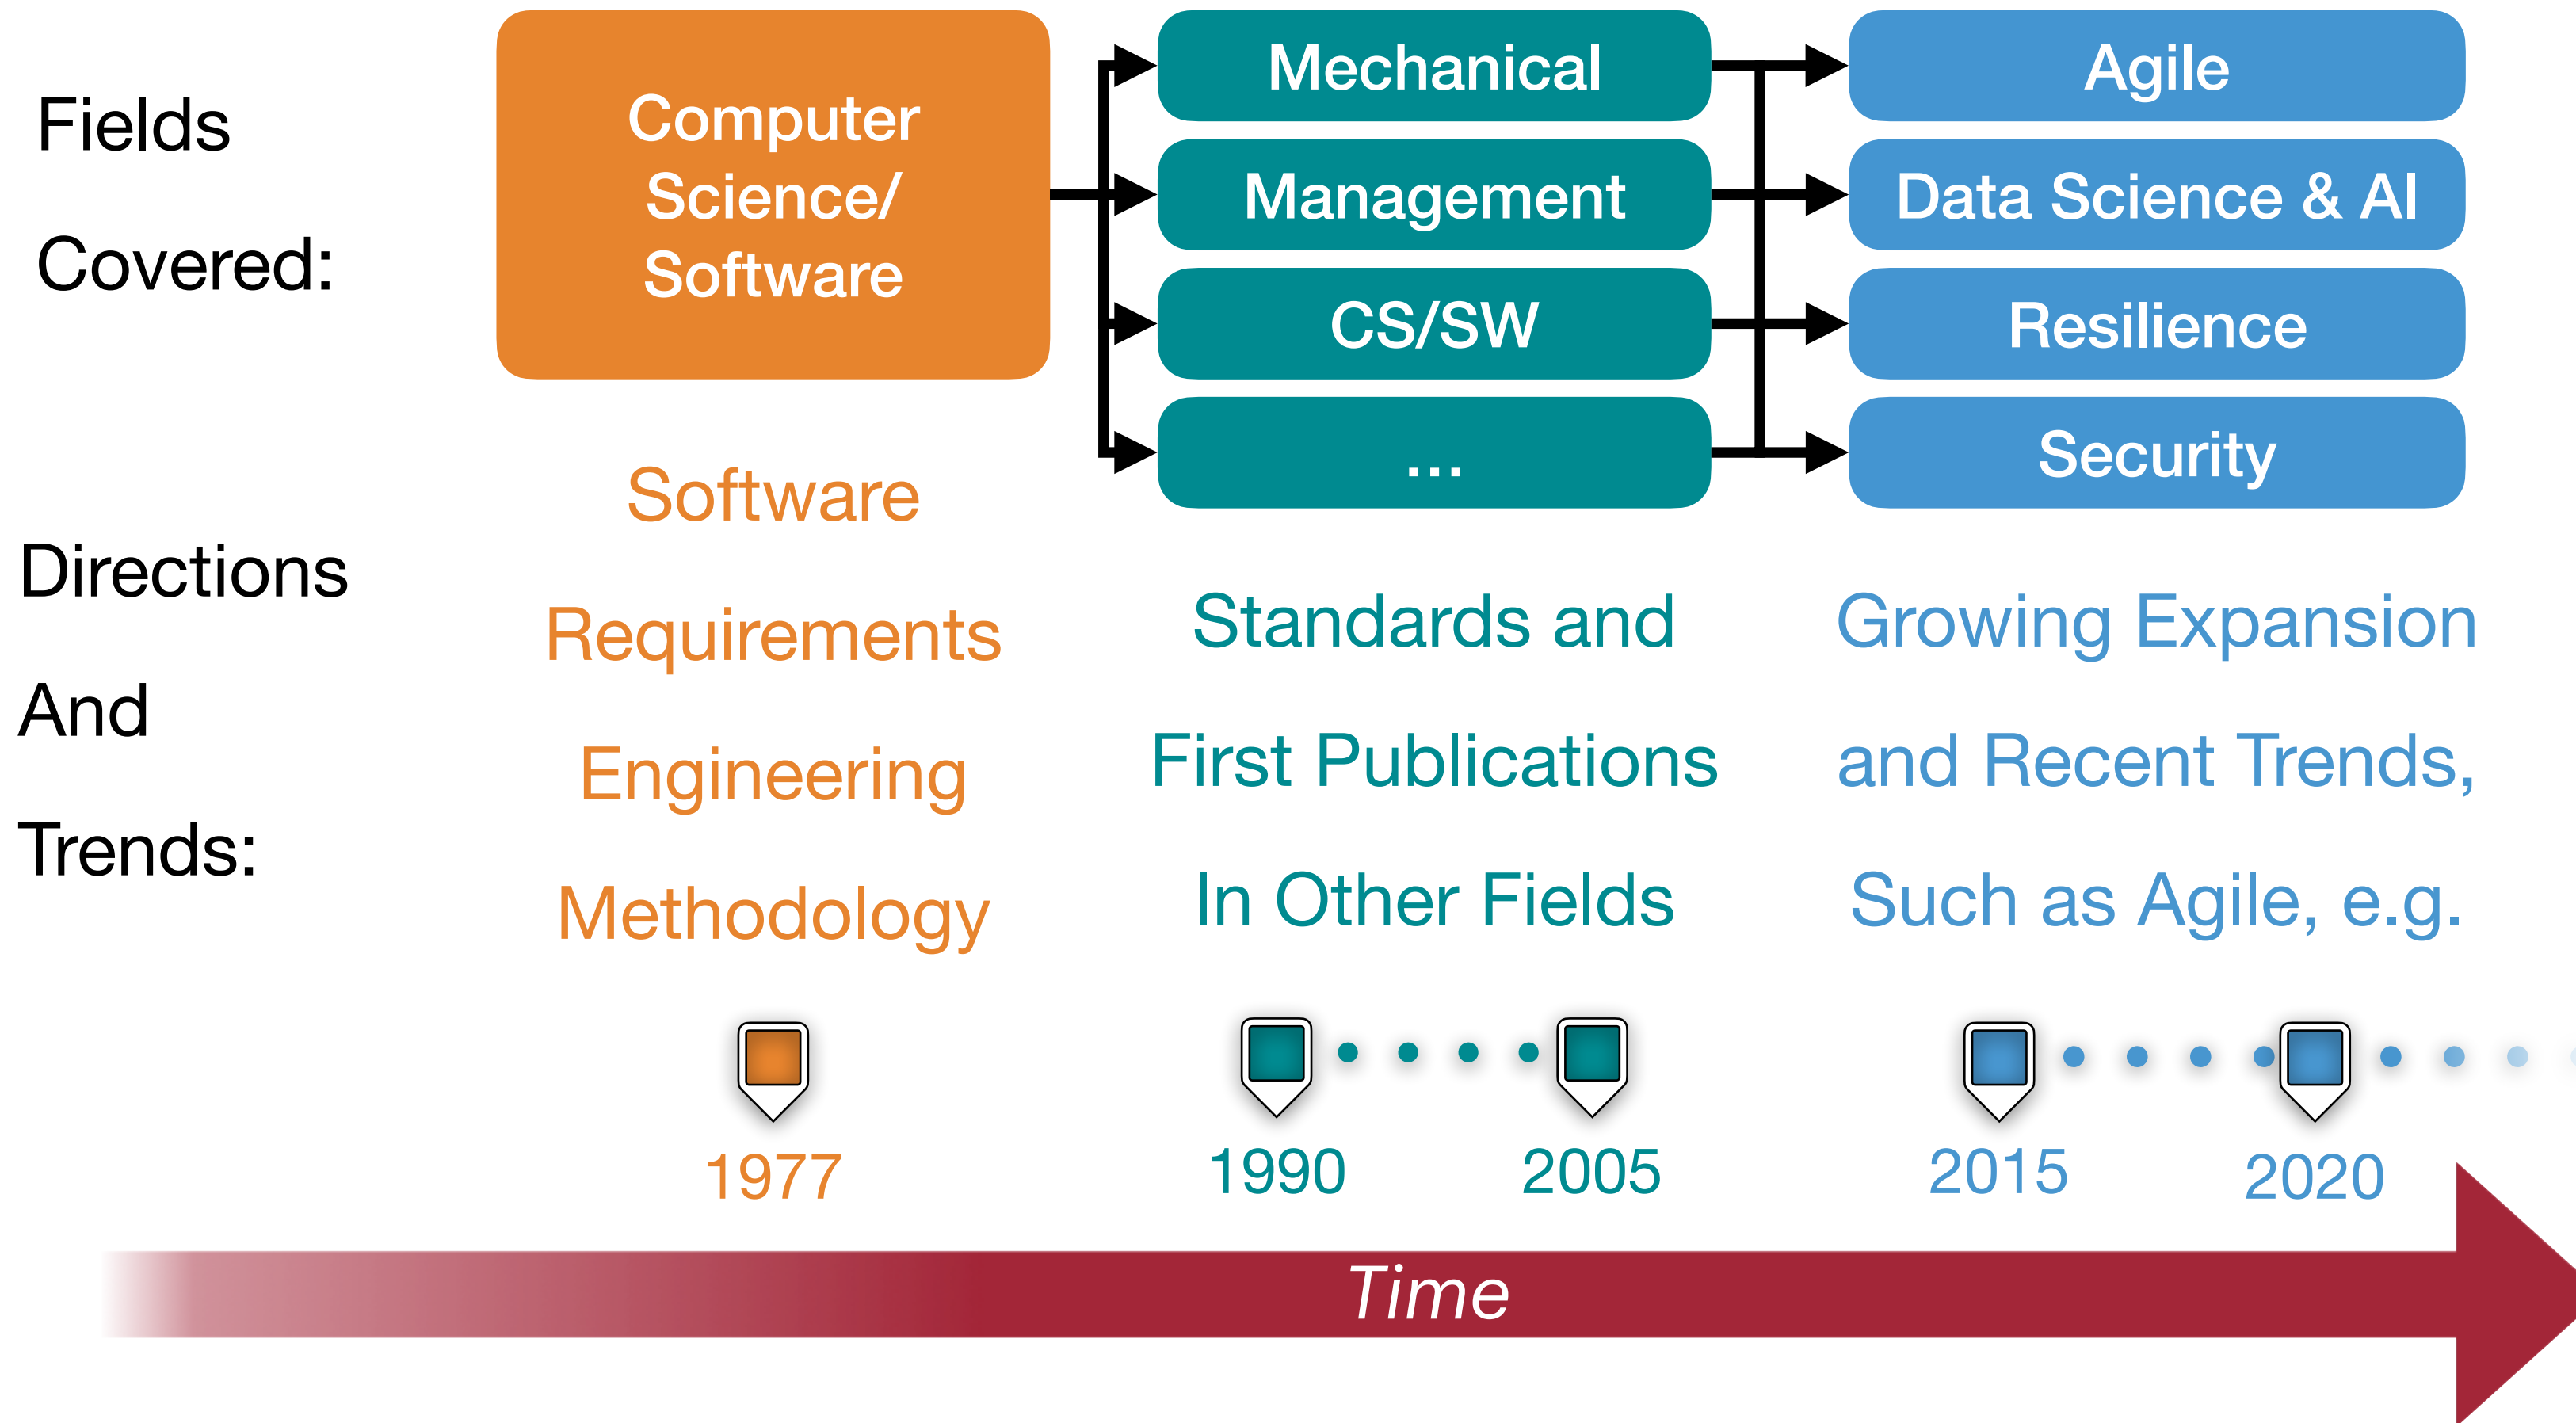 Fields
Covered:
Computer
Science/
Software
Mechanical
Management
CS/SW
...
Agile
Data Science & AI
Resilience
Security
Directions
And
Trends:
Software
Requirements
Engineering
Methodology
Standards and
First Publications
In Other Fields
Growing Expansion
and Recent Trends,
Such as Agile, e.g.
1977
1990
2005
2015
2020
Time